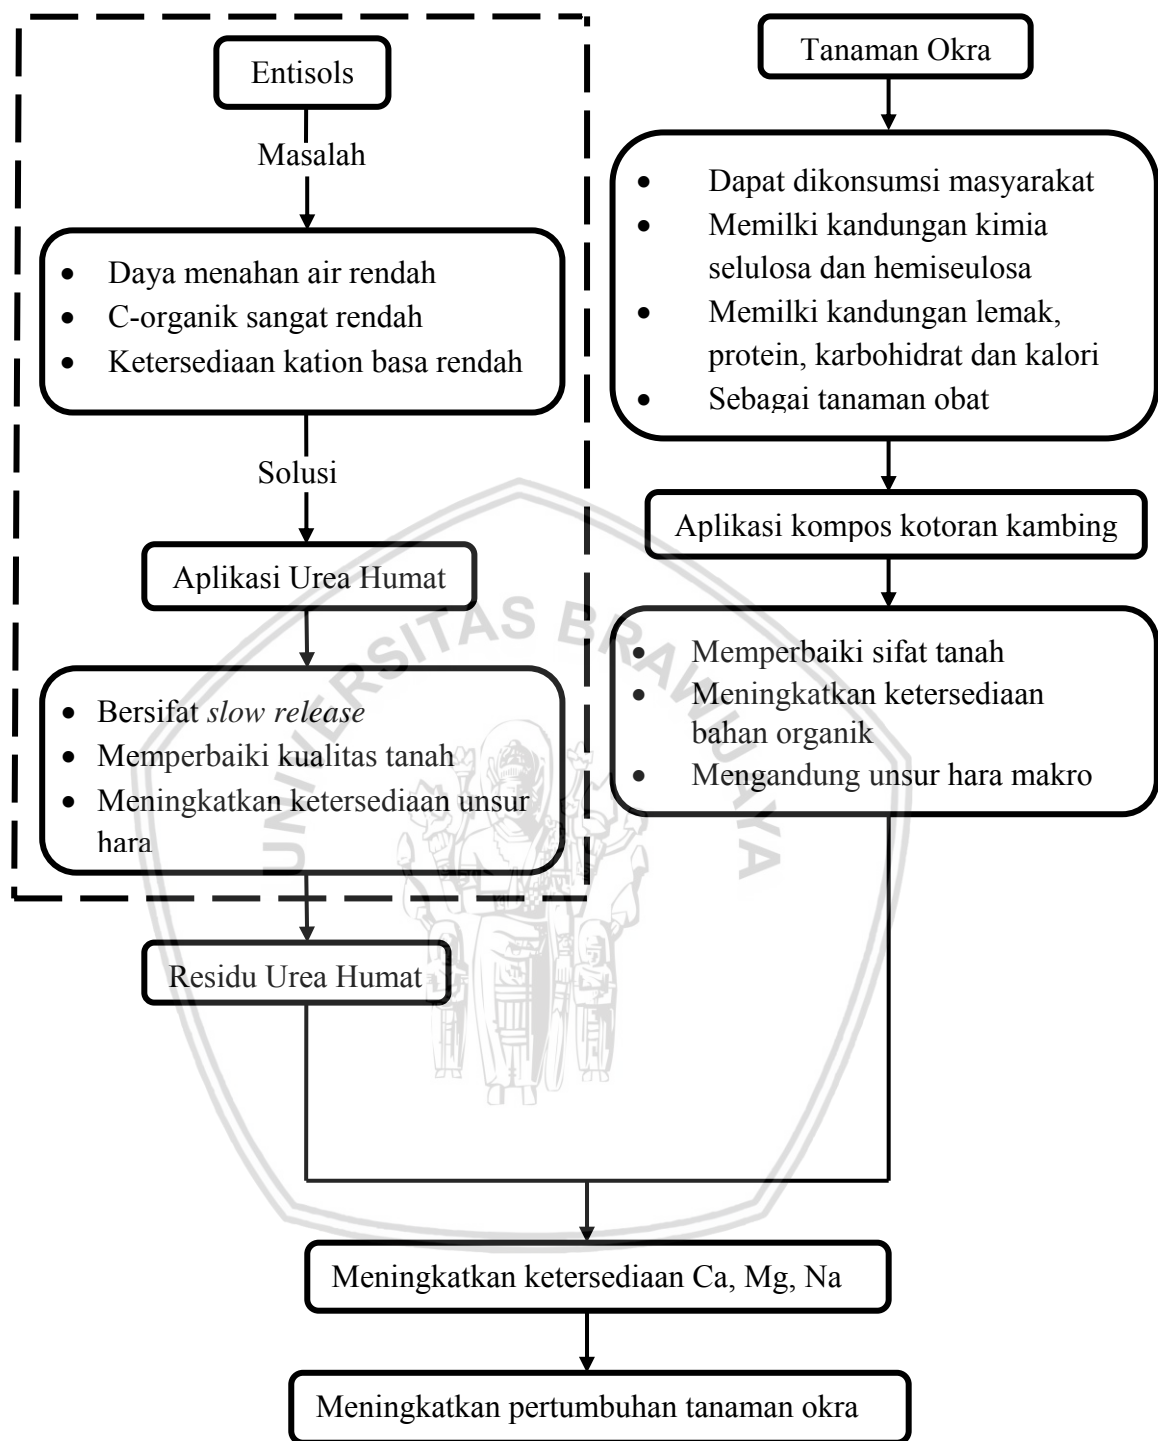 Entisols
Masalah
• Daya menahan air rendah
• C-organik sangat rendah
• Ketersediaan kation basa rendah
Solusi
Aplikasi Urea Humat
• Bersifat slow release
• Memperbaiki kualitas tanah
• Meningkatkan ketersediaan unsur
hara
Residu Urea Humat
Tanaman Okra
• Dapat dikonsumsi masyarakat
• Memilki kandungan kimia
selulosa dan hemiseulosa
• Memilki kandungan lemak,
protein, karbohidrat dan kalori
• Sebagai tanaman obat
Aplikasi kompos kotoran kambing
• Memperbaiki sifat tanah
• Meningkatkan ketersediaan
bahan organik
• Mengandung unsur hara makro
Meningkatkan ketersediaan Ca, Mg, Na
Meningkatkan pertumbuhan tanaman okra
UNIVERSITAS BRAWIJAYA